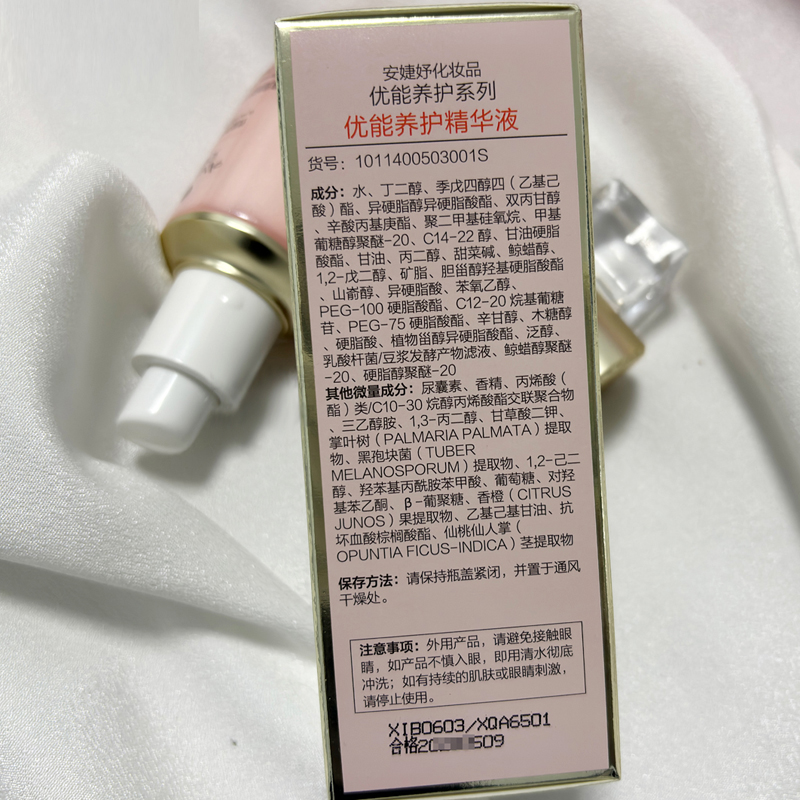 安婕妤化妆品
优能养护系列
优能养护精华液
货号：1011400503001S
成分：水、丁二醇、季戊四醇四（乙基己
酸）酯、异硬脂醇异硬脂酸酯、双丙甘醇
、辛酸丙基庚酯、聚二甲基硅氧烷、甲基
葡糖醇聚醚-20、C14-22 醇、甘油硬脂
酸酯、甘油、丙二醇、甜菜碱、鲸蜡醇、
1,2-戊二醇、矿脂、胆甾醇羟基硬脂酸酯
、山嵛醇、异硬脂酸、苯氧乙醇、
PEG-100 硬脂酸酯、C12-20 烷基葡糖
苷、PEG-75 硬脂酸酯、辛甘醇、木糖醇
、硬脂酸、植物甾醇异硬脂酸酯、泛醇、
乳酸杆菌/豆浆发酵产物滤液、鲸蜡醇聚醚
-20、硬脂醇聚醚-20
其他微量成分：尿囊素、香精、丙烯酸（
酯）类/C10-30 烷醇丙烯酸酯交联聚合物
、三乙醇胺、1,3-丙二醇、甘草酸二钾、
掌叶树（PALMARIA PALMATA）提取
物、黑孢块菌（TUBER
MELANOSPORUM）提取物、1,2-己二
醇、羟苯基丙酰胺苯甲酸、葡萄糖、对羟
基苯乙酮、β-葡聚糖、香橙（CITRUS
JUNOS）果提取物、乙基己基甘油、抗
坏血酸棕榈酸酯、仙桃仙人掌（
OPUNTIA FICUS-INDICA）茎提取物
保存方法：请保持瓶盖紧闭，并置于通风
干燥处。
注意事项：外用产品，请避免接触眼
睛，如产品不慎入眼，即用清水彻底
冲洗；如有持续的肌肤或眼睛刺激，
请停止使用。
XIB0603/XQA6501
合格20 509